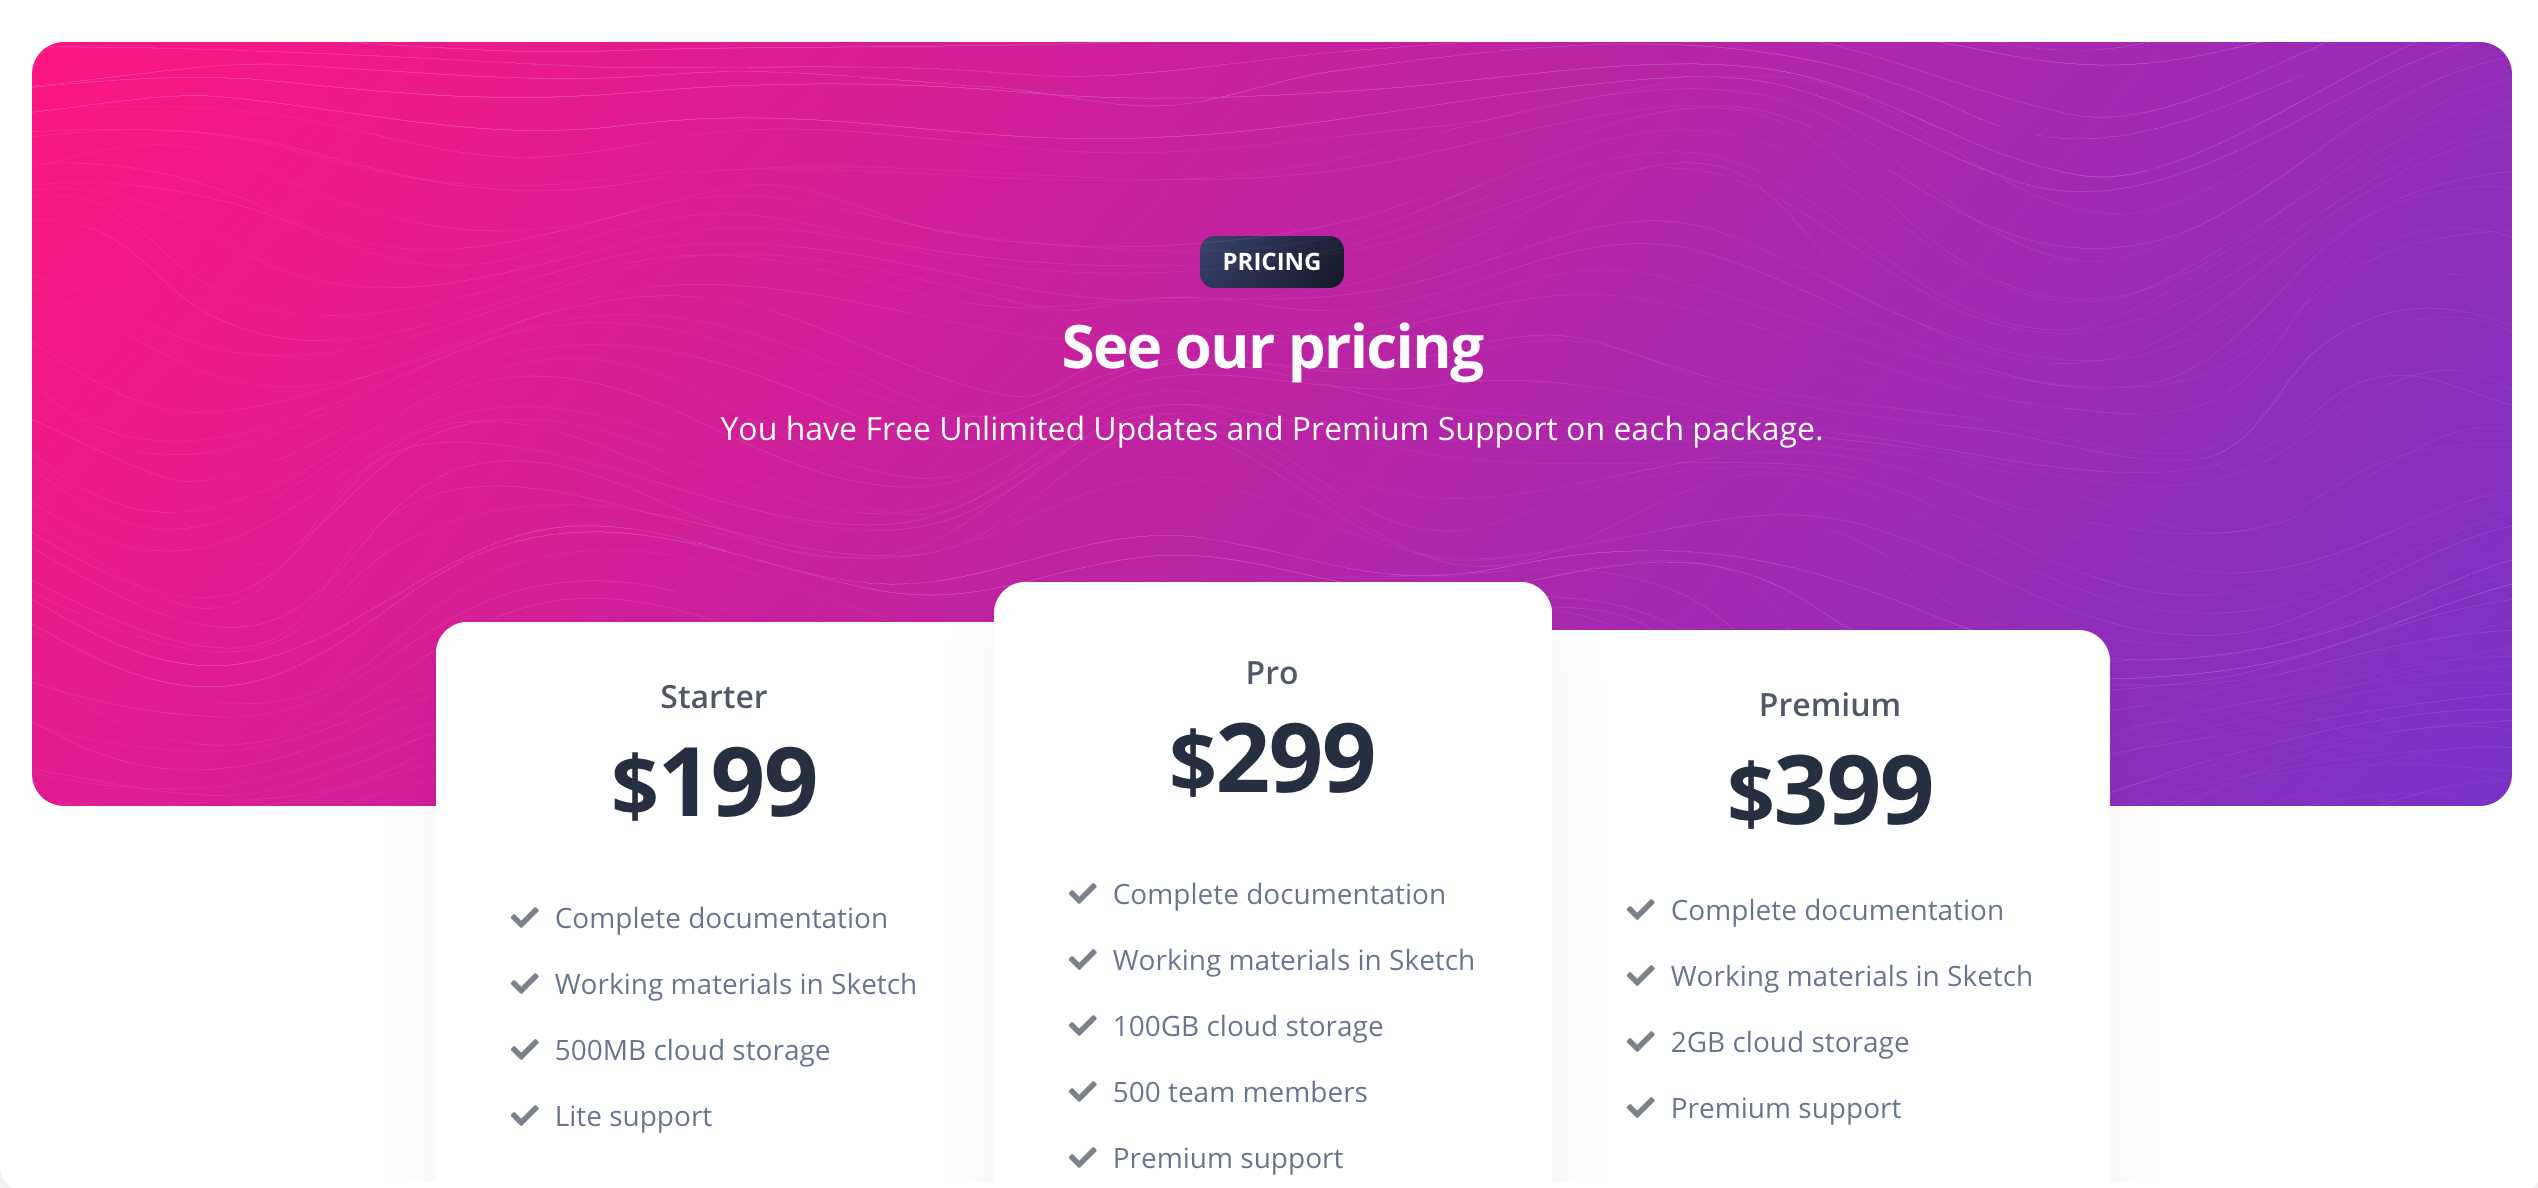 PRICING
See our pricing
You have Free Unlimited Updates and Premium Support on each package.
Starter
$199
Complete documentation
Working materials in Sketch
500MB cloud storage
Lite support
Pro
$299
Complete documentation
Working materials in Sketch
100GB cloud storage
500 team members
Premium support
Premium
$399
Complete documentation
Working materials in Sketch
2GB cloud storage
Premium support